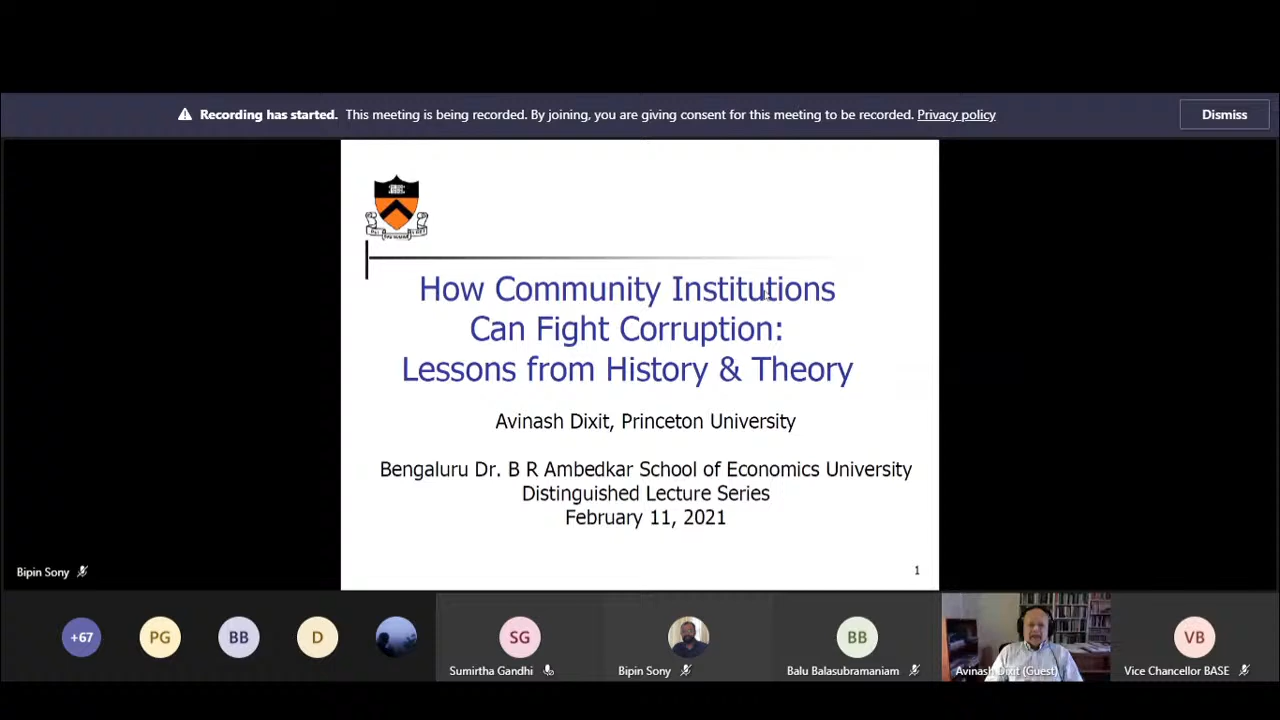 Recording has started. This meeting is being recorded. By joining, you are giving consent for this meeting to be recorded. Privacy policy
Dismiss
How Community Institutions
Can Fight Corruption:
Lessons from History & Theory
Avinash Dixit, Princeton University
Bengaluru Dr. B R Ambedkar School of Economics University
Distinguished Lecture Series
February 11, 2021
1
Bipin Sony
+67
PG
BB
D
SG
Sumirtha Gandhi
Bipin Sony
BB
Balu Balasubramaniam
Avinash Dixit (Guest)
VB
Vice Chancellor BASE